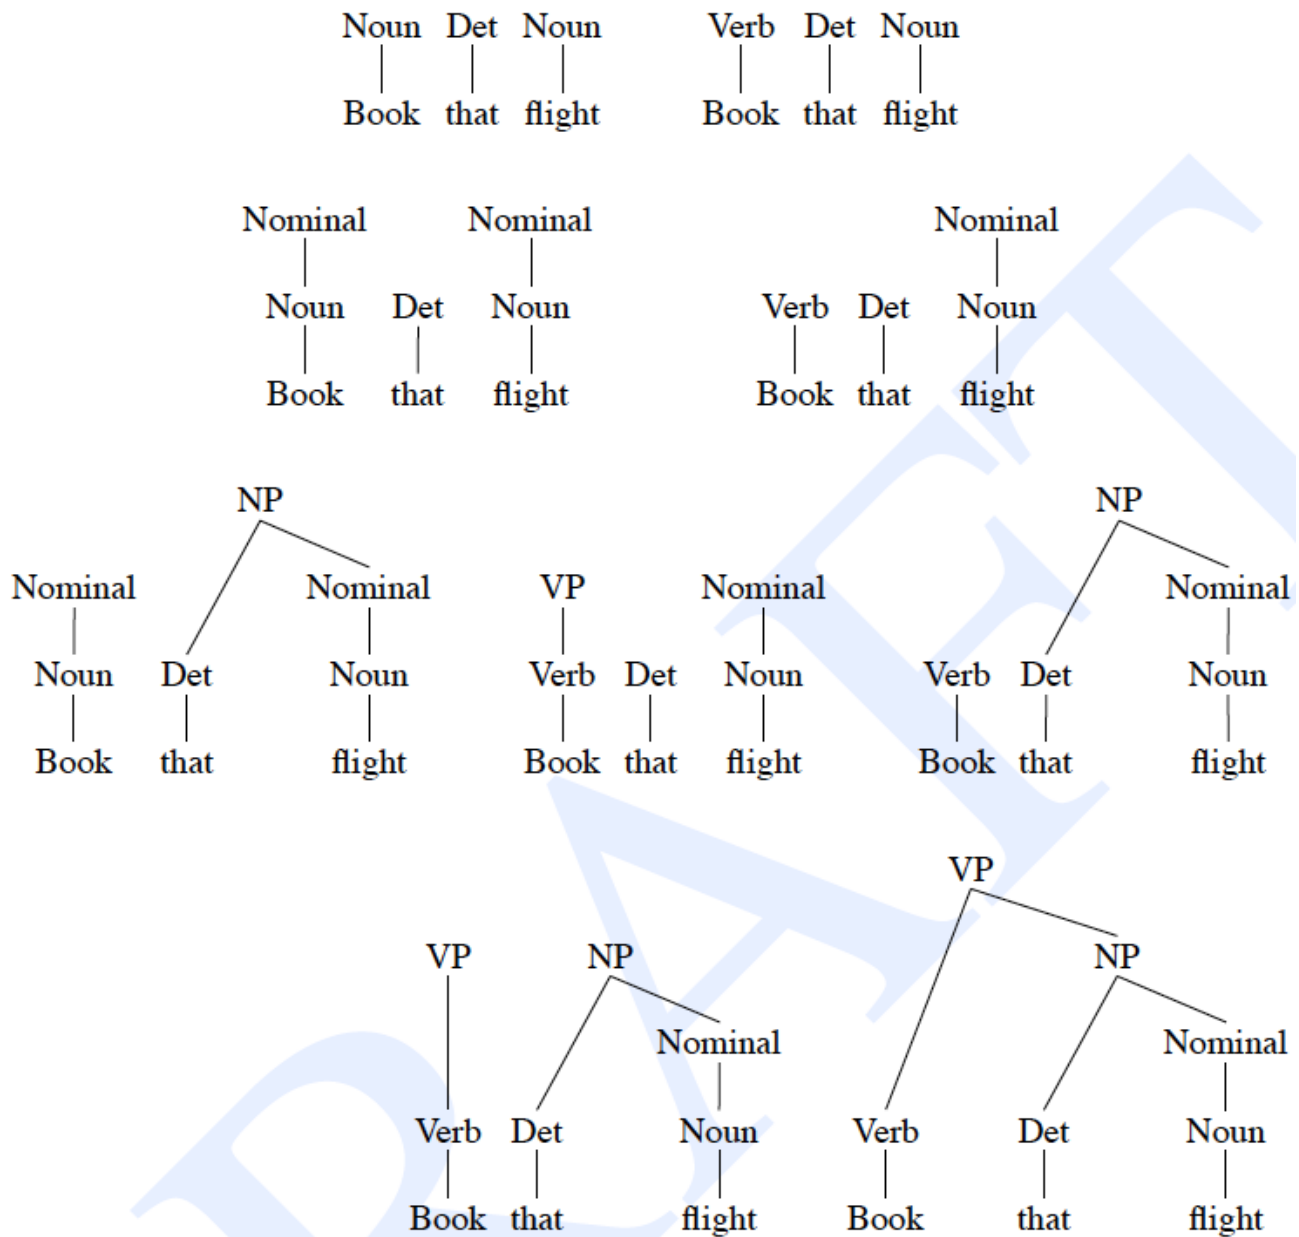 Noun Det Noun Verb Det Noun
Book that flight Book that flight
Nominal Nominal Nominal
Noun Det Noun Verb Det Noun
Book that flight Book that flight
NP NP
Nominal Nominal VP Nominal Nominal
Noun Det Noun Verb Det Noun Verb Det Noun
Book that flight Book that flight Book that flight
VP
VP NP NP
Nominal Nominal
Verb Det Noun Verb Det Noun
Book that flight Book that flight
RAFT